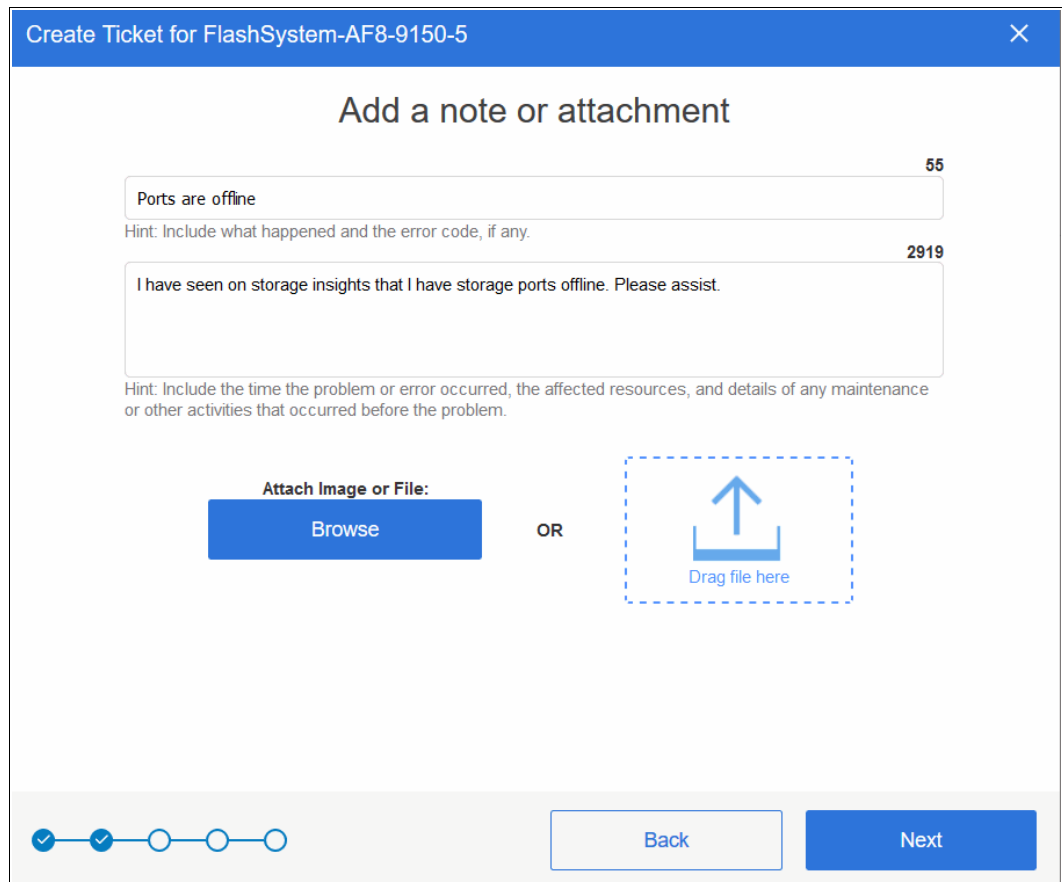 Create Ticket for FlashSystem-AF8-9150-5
Add a note or attachment
55
Ports are offline
Hint: Include what happened and the error code, if any.
2919
I have seen on storage insights that I have storage ports offline. Please assist.
Hint: Include the time the problem or error occurred, the affected resources, and details of any maintenance
or other activities that occurred before the problem.
Attach Image or File:
Browse
OR
Drag file here
Back
Next